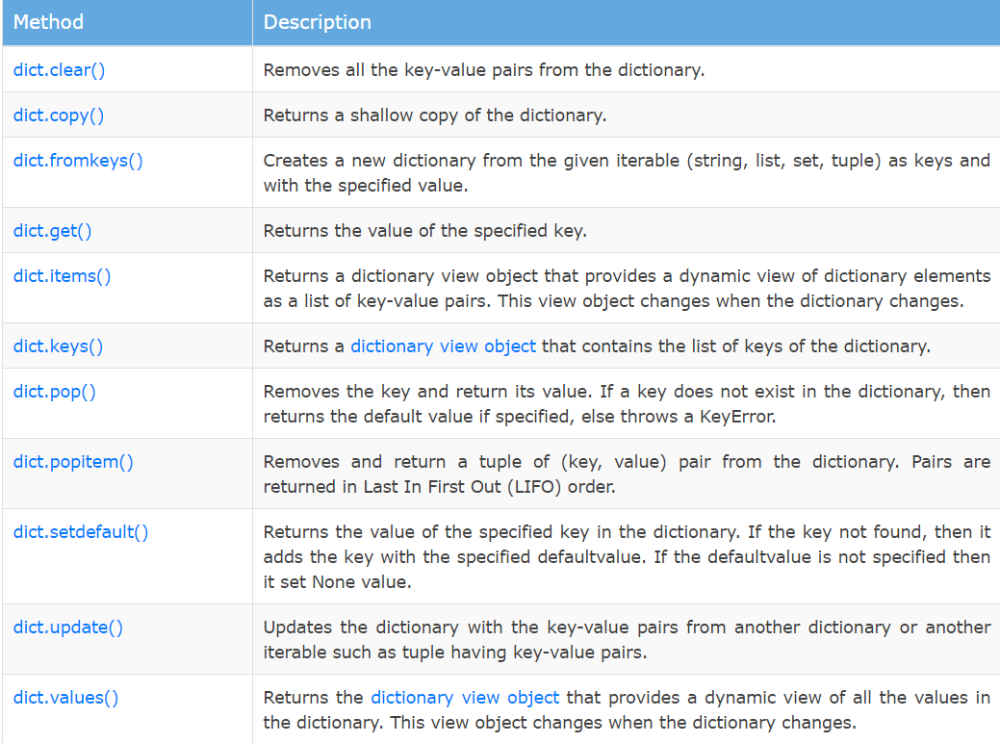 Method Description
dict.clear() Removes all the key-value pairs from the dictionary.
dict.copy() Returns a shallow copy of the dictionary.
dict.fromkeys() Creates a new dictionary from the given iterable (string, list, set, tuple) as keys and
with the specified value.
dict.get() Returns the value of the specified key.
dict.items() Returns a dictionary view object that provides a dynamic view of dictionary elements
as a list of key-value pairs. This view object changes when the dictionary changes.
dict.keys() Returns a dictionary view object that contains the list of keys of the dictionary.
dict.pop() Removes the key and return its value. If a key does not exist in the dictionary, then
returns the default value if specified, else throws a KeyError.
dict.popitem() Removes and return a tuple of (key, value) pair from the dictionary. Pairs are
returned in Last In First Out (LIFO) order.
dict.setdefault() Returns the value of the specified key in the dictionary. If the key not found, then it
adds the key with the specified defaultvalue. If the defaultvalue is not specified then
it set None value.
dict.update() Updates the dictionary with the key-value pairs from another dictionary or another
iterable such as tuple having key-value pairs.
dict.values() Returns the dictionary view object that provides a dynamic view of all the values in
the dictionary. This view object changes when the dictionary changes.